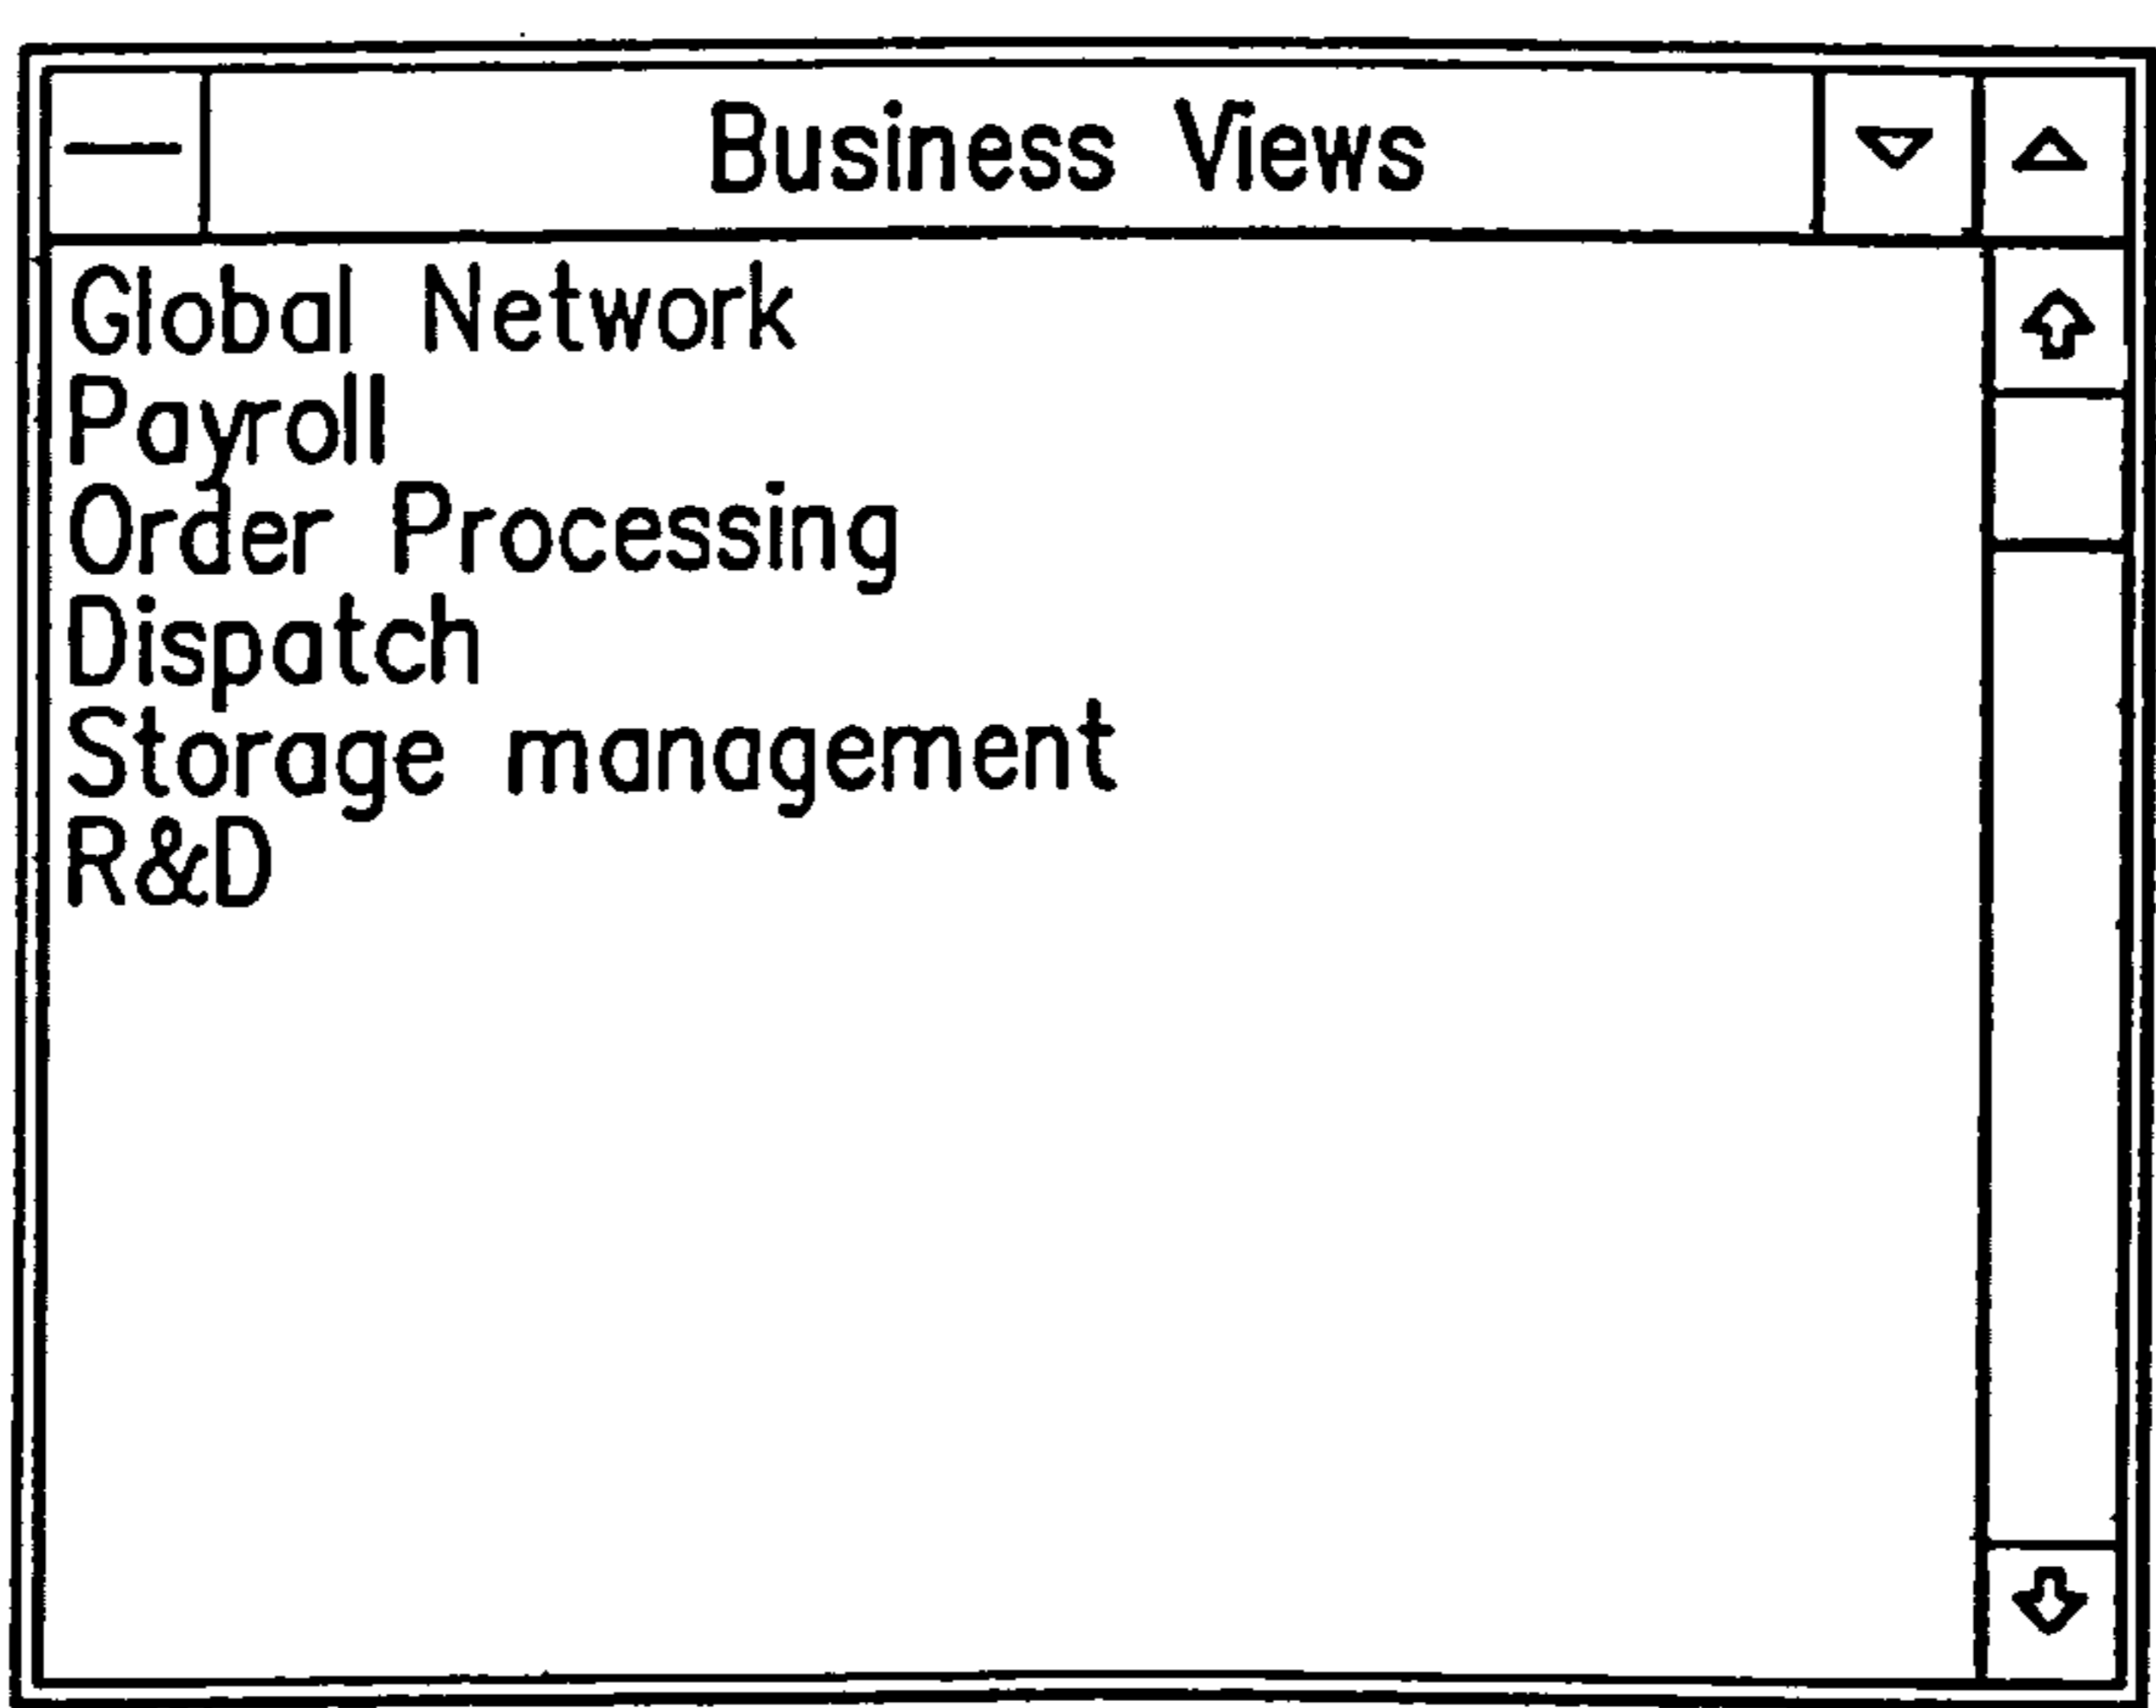 Business Views
Global Network
Payroll
Order Processing
Dispatch
Storage management
R&D